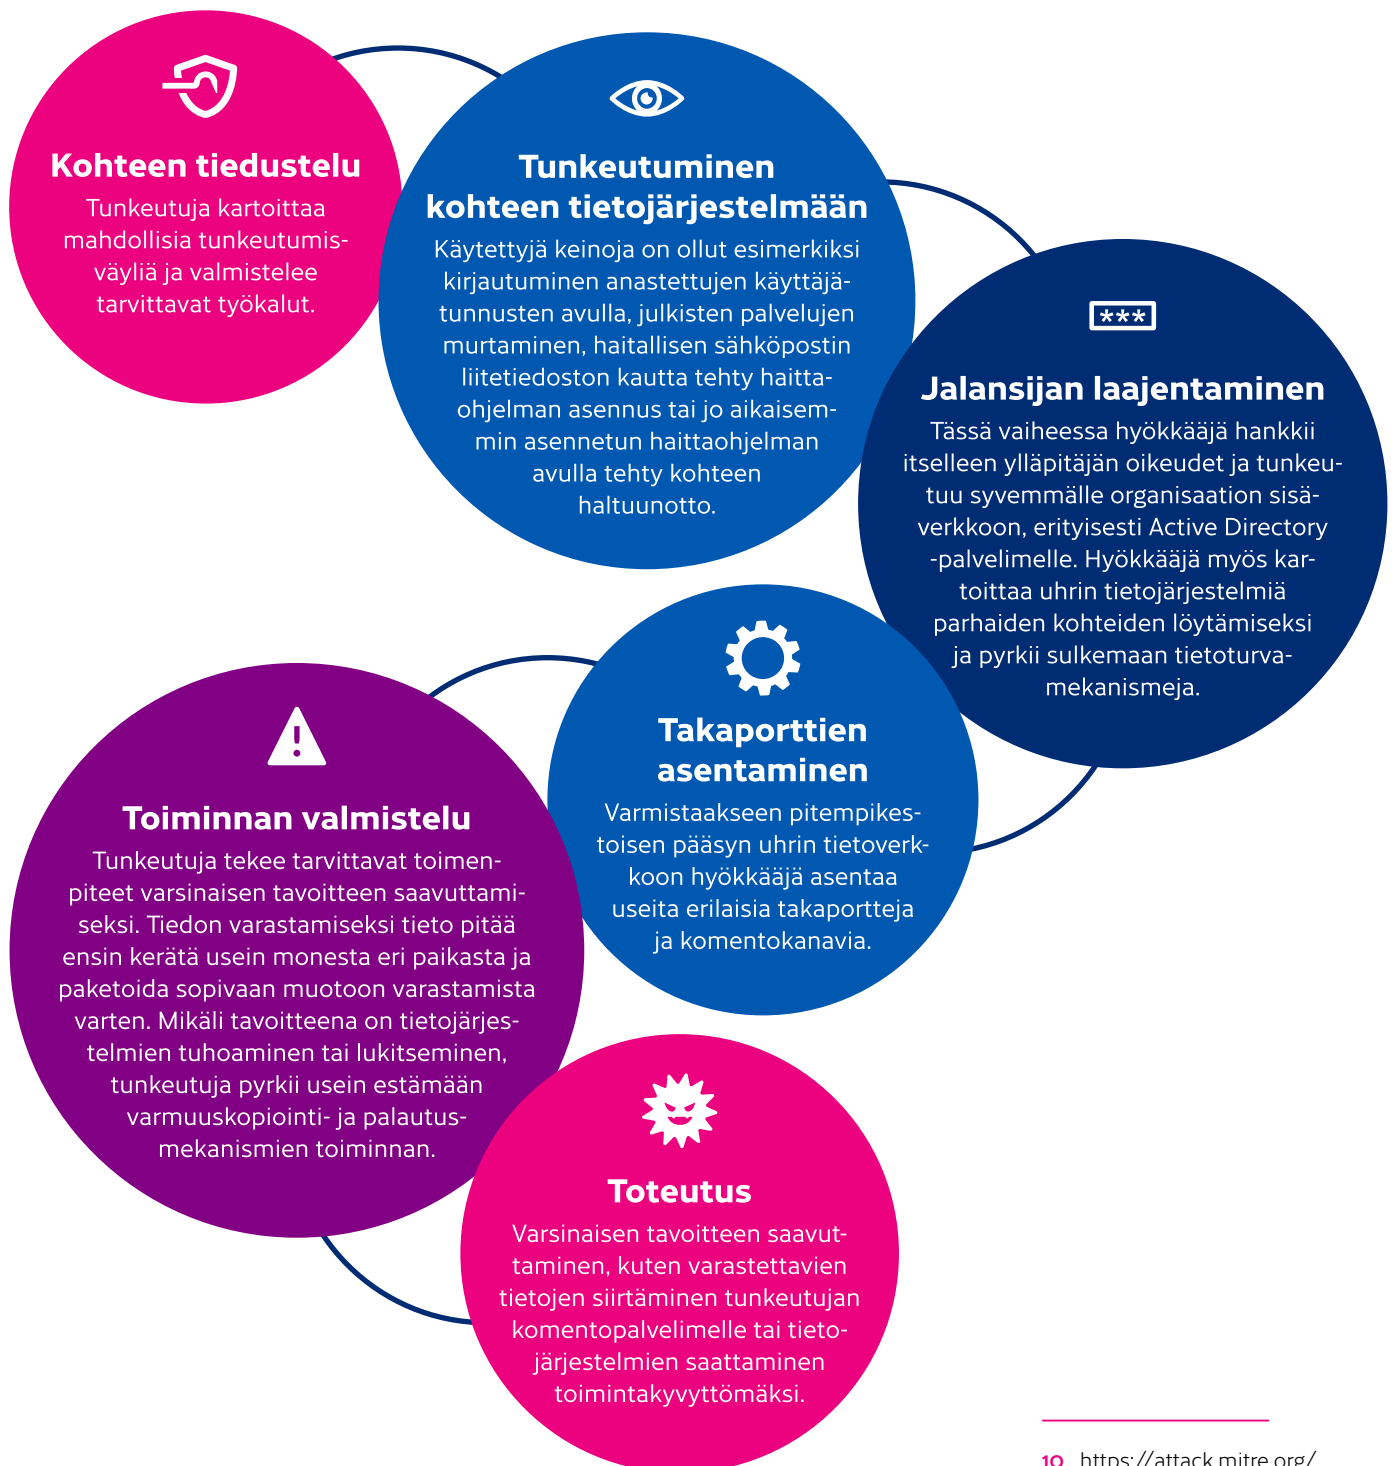 Kohteen tiedustelu
Tunkeutuja kartoittaa
mahdollisia tunkeutumis-
väyliä ja valmistelee
tarvittavat työkalut.
Tunkeutuminen
kohteen tietojärjestelmään
Käytettyjä keinoja on ollut esimerkiksi
kirjautuminen anastettujen käyttäjä-
tunnusten avulla, julkisten palvelujen
murtaminen, haitallisen sähköpostin
liitetiedoston kautta tehty haitta-
ohjelman asennus tai jo aikaisem-
min asennetun haittaohjelman
avulla tehty kohteen
haltuunotto.
***
Jalansijan laajentaminen
Tässä vaiheessa hyökkääjä hankkii
itselleen ylläpitäjän oikeudet ja tunkeu-
tuu syvemmälle organisaation sisä-
verkkoon, erityisesti Active Directory
-palvelimelle. Hyökkääjä myös kar-
toittaa uhrin tietojärjestelmiä
parhaiden kohteiden löytämiseksi
ja pyrkii sulkemaan tietoturva-
mekanismeja.
Takaporttien
asentaminen
Varmistaakseen pitempikes-
toisen pääsyn uhrin tietoverk-
koon hyökkääjä asentaa
useita erilaisia takaportteja
ja komentokanavia.
!
Toiminnan valmistelu
Tunkeutuja tekee tarvittavat toimen-
piteet varsinaisen tavoitteen saavuttami-
seksi. Tiedon varastamiseksi tieto pitää
ensin kerätä usein monesta eri paikasta ja
paketoida sopivaan muotoon varastamista
varten. Mikäli tavoitteena on tietojärjes-
telmien tuhoaminen tai lukitseminen,
tunkeutuja pyrkii usein estämään
varmuuskopiointi- ja palautus-
mekanismien toiminnan.
Toteutus
Varsinaisen tavoitteen saavut-
taminen, kuten varastettavien
tietojen siirtäminen tunkeutujan
komentopalvelimelle tai tieto-
järjestelmien saattaminen
toimintakyvyttömäksi.
10 https://attack.mitre.org/